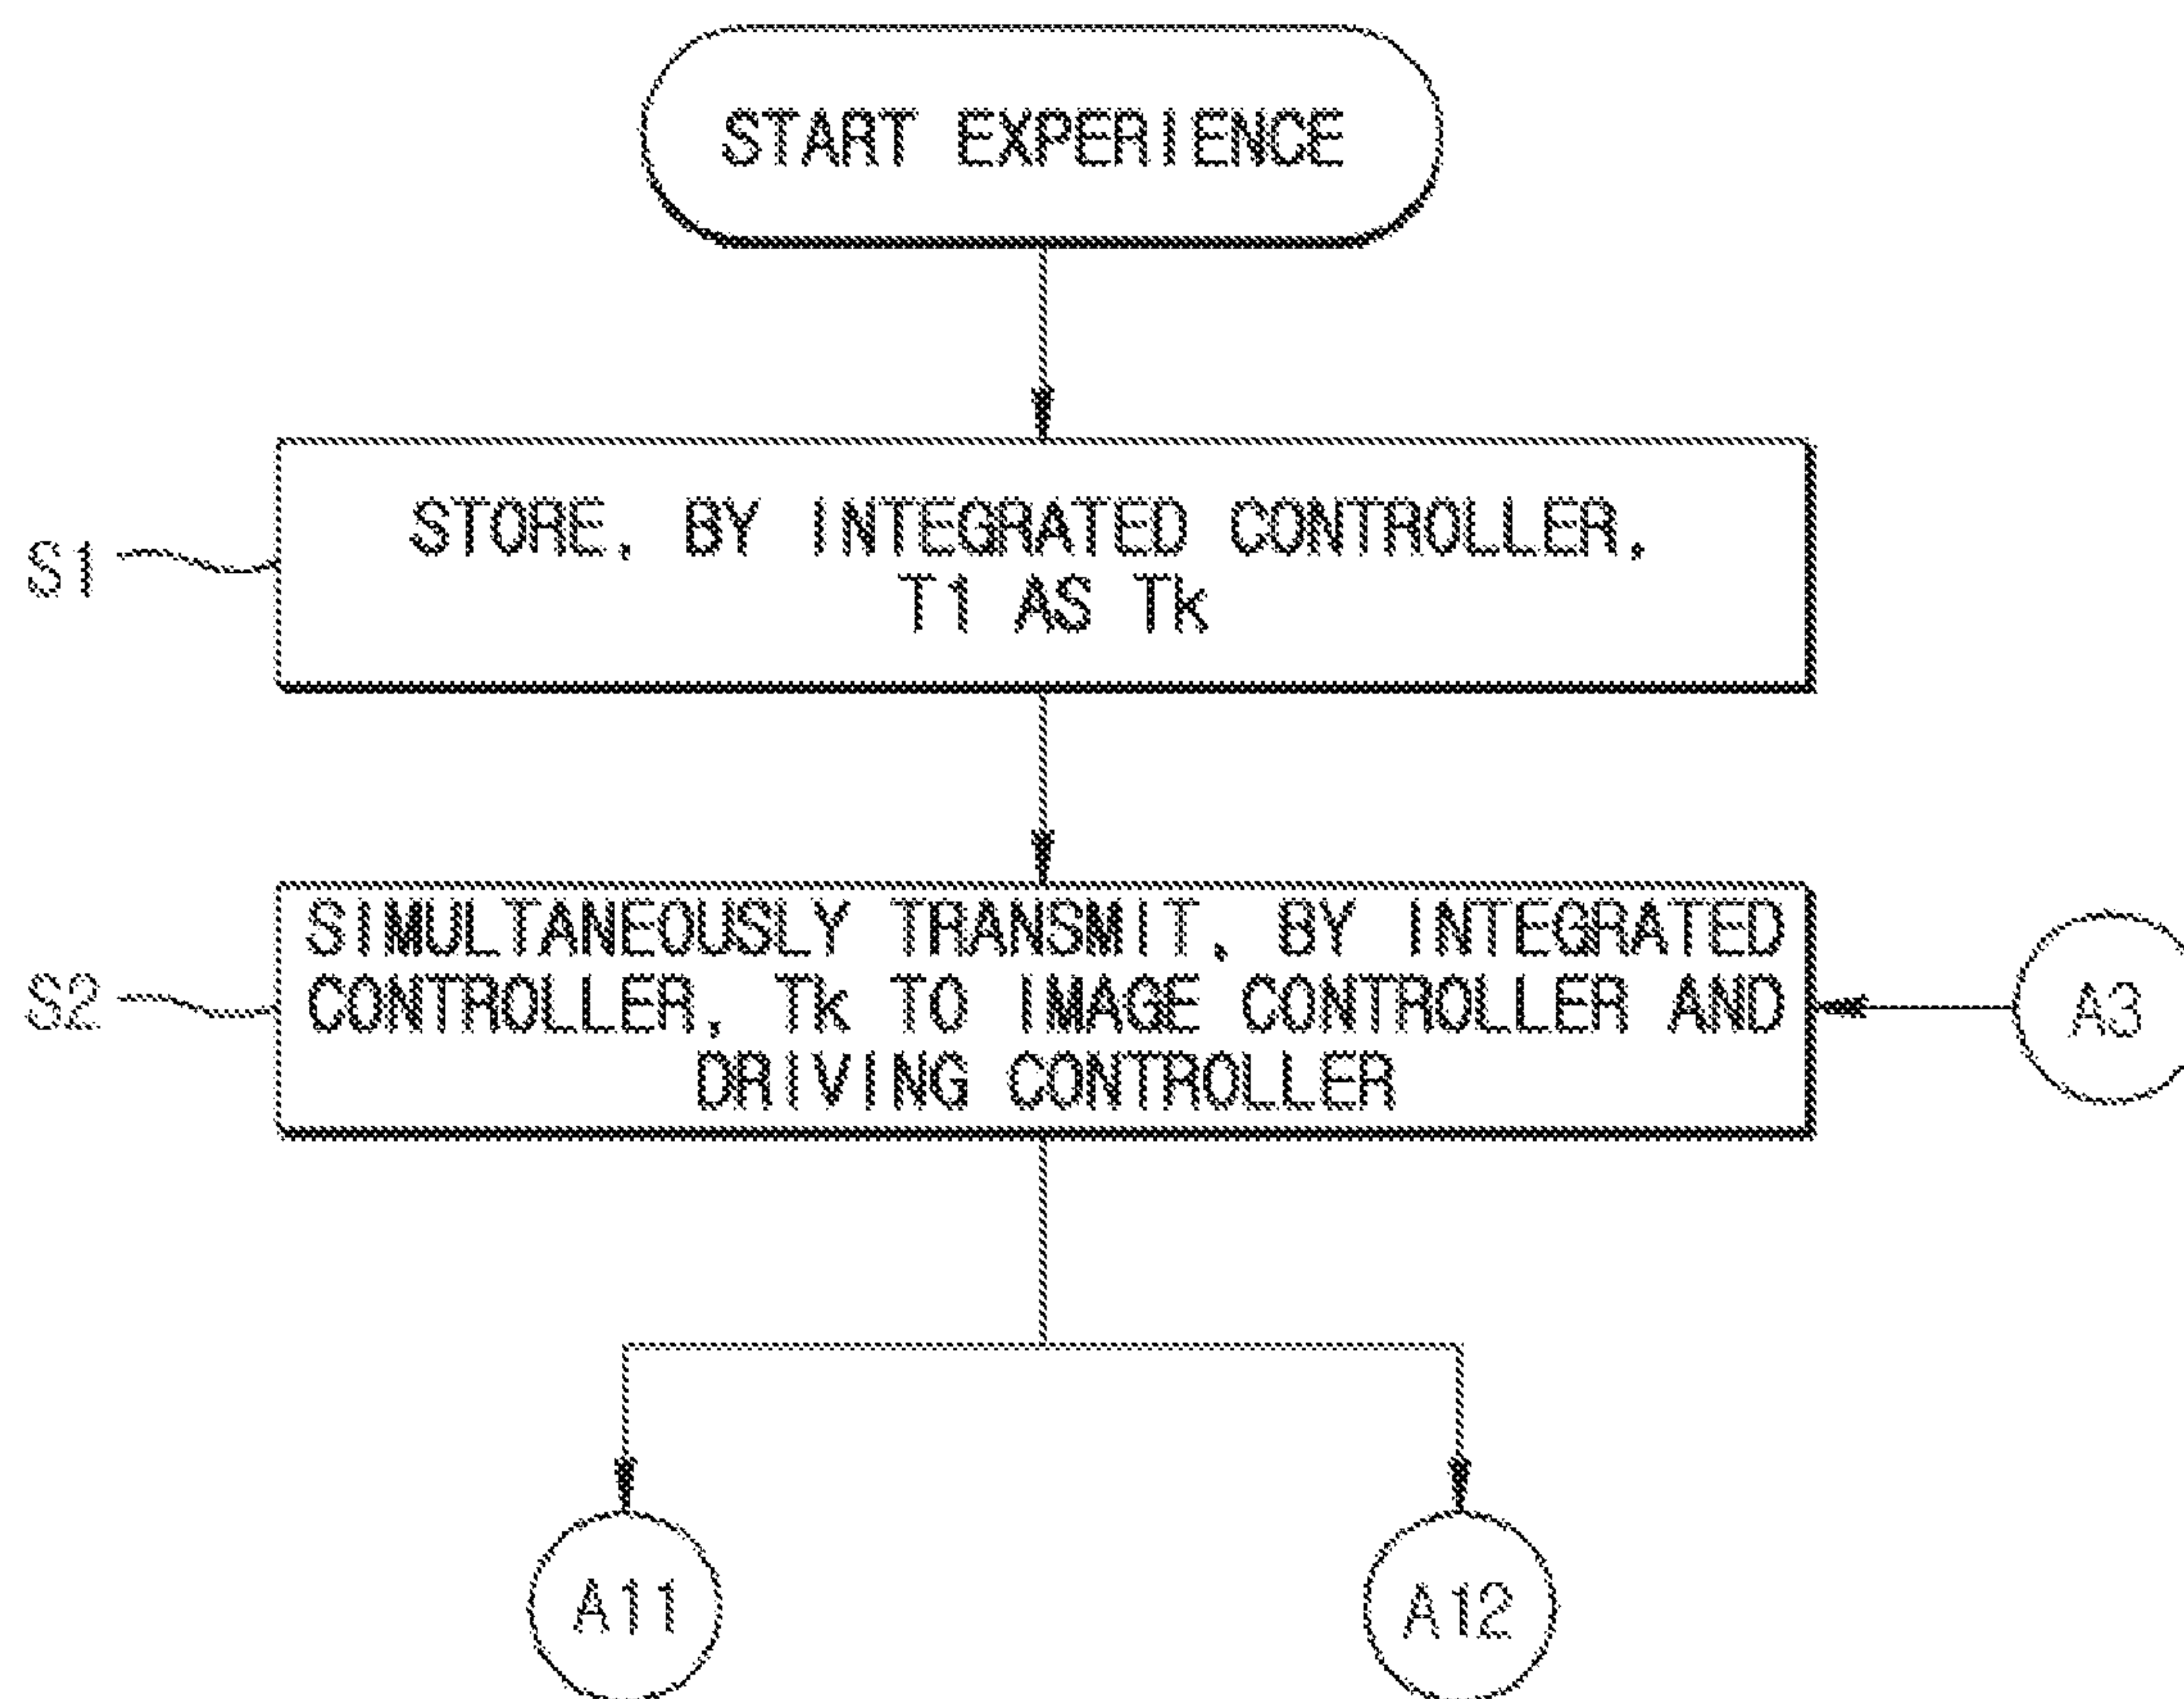 START EXPERIENCE
STORE, BY INTEGRATED CONTROLLER,
T1 AS Tk
S1
SIMULTANEOUSLY TRANSMIT, BY INTEGRATED
CONTROLLER, Tk TO IMAGE CONTROLLER AND
DRIVING CONTROLLER
S2
A3
A11
A12